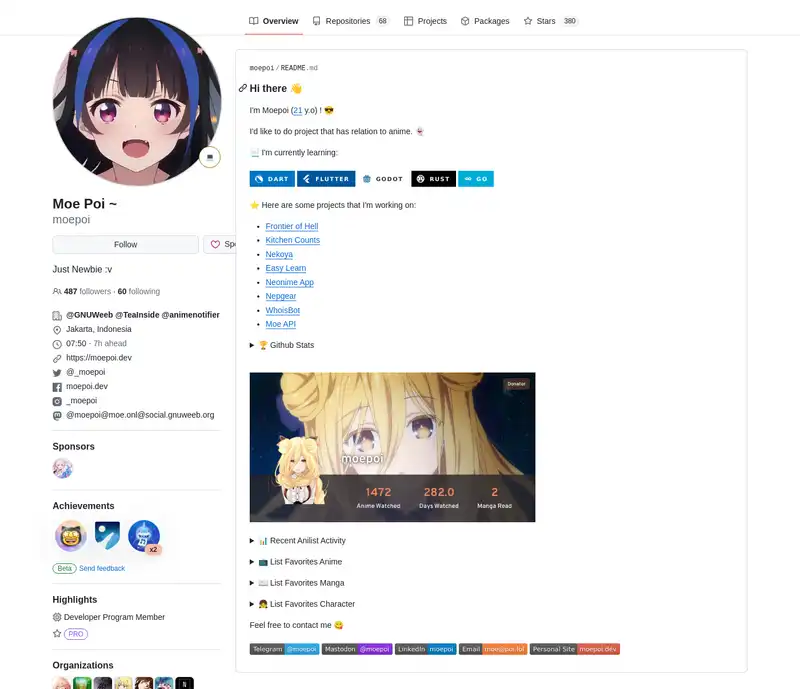 Overview
Repositories 68
Projects
Packages
Stars 380
moepoi / README.md
Hi there 👋
I'm Moepoi (21 y.o) ! 😎
I'd like to do project that has relation to anime. 👻
📃 I'm currently learning:
DART FLUTTER GODOT RUST GO
⭐ Here are some projects that I'm working on:
Frontier of Hell
Kitchen Counts
Nekoya
Easy Learn
Neonime App
Nepgear
WhoisBot
Moe API
🏆 Github Stats
Donator
moepoi
1472 282.0 2
Anime Watched Days Watched Manga Read
📊 Recent Anilist Activity
📺 List Favorites Anime
📖 List Favorites Manga
👧 List Favorites Character
Feel free to contact me 😋
Telegram @moepoi Mastodon @moepoi LinkedIn moepoi Email moe@poi.lol Personal Site moepoi.dev
Moe Poi ~
moepoi
Follow
Spo
Just Newbie :v
487 followers · 60 following
@GNUWeeb @TeaInside @animenotifier
Jakarta, Indonesia
07:50 - 7h ahead
https://moepoi.dev
@_moepoi
moepoi.dev
_moepoi
@moepoi@moe.onl@social.gnuweeb.org
Sponsors
Achievements
x2
Beta Send feedback
Highlights
Developer Program Member
PRO
Organizations